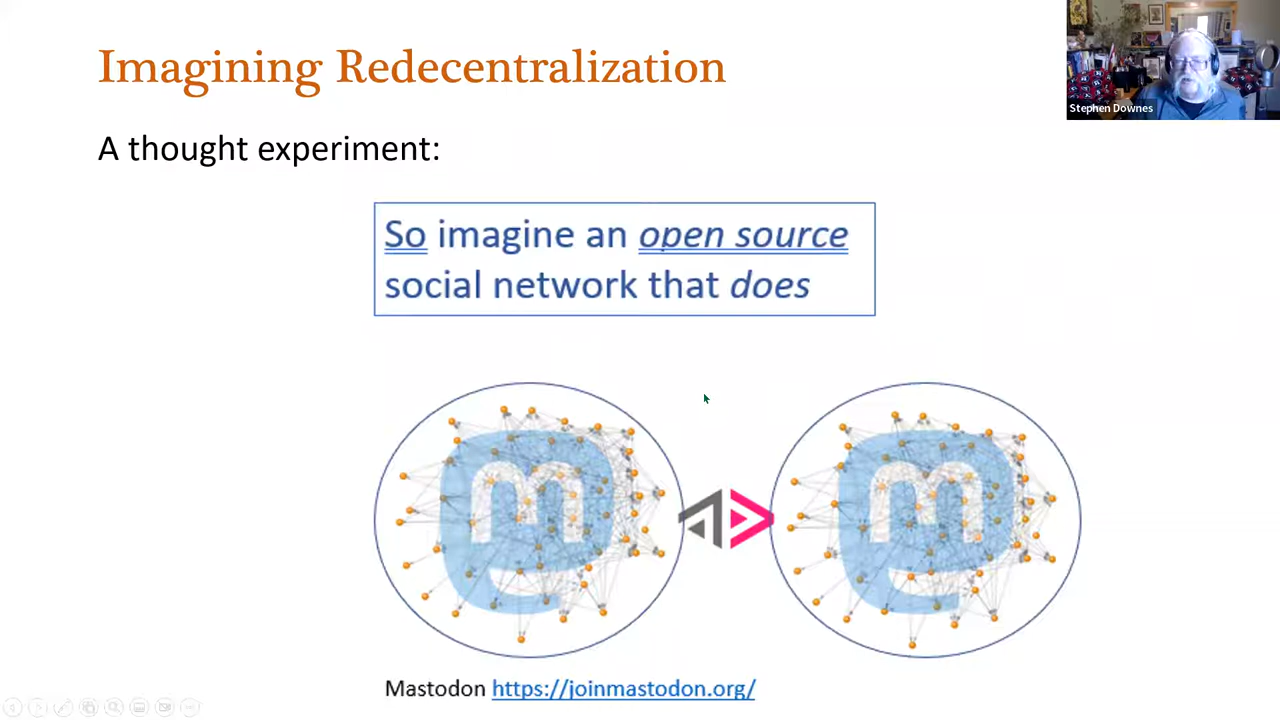 Imagining Redecentralization
Stephen Downes
A thought experiment:
So imagine an open source
social network that does
Mastodon https://joinmastodon.org/